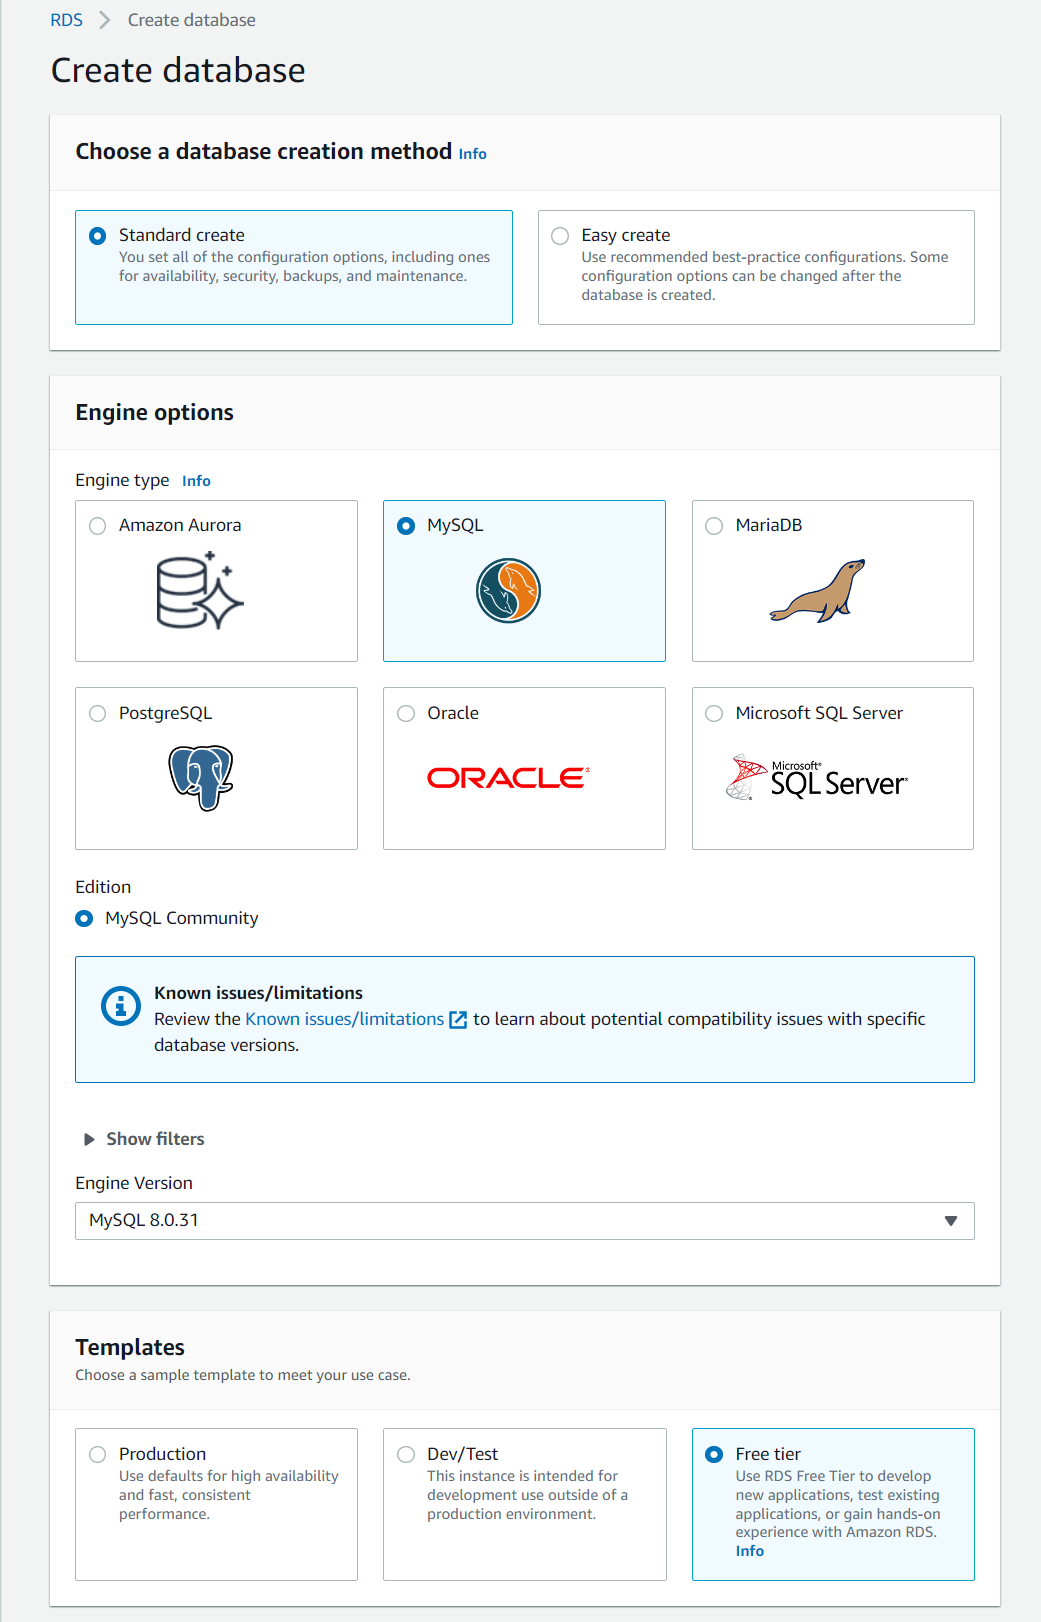 RDS > Create database
Create database
Choose a database creation method Info
Standard create
You set all of the configuration options, including ones
for availability, security, backups, and maintenance.
Easy create
Use recommended best-practice configurations. Some
configuration options can be changed after the
database is created.
Engine options
Engine type Info
Amazon Aurora
MySQL
MariaDB
PostgreSQL
Oracle
ORACLE®
Microsoft SQL Server
Microsoft®
SQL Server®
Edition
MySQL Community
Known issues/limitations
Review the Known issues/limitations to learn about potential compatibility issues with specific
database versions.
Show filters
Engine Version
MySQL 8.0.31
Templates
Choose a sample template to meet your use case.
Production
Use defaults for high availability
and fast, consistent
performance.
Dev/Test
This instance is intended for
development use outside of a
production environment.
Free tier
Use RDS Free Tier to develop
new applications, test existing
applications, or gain hands-on
experience with Amazon RDS.
Info